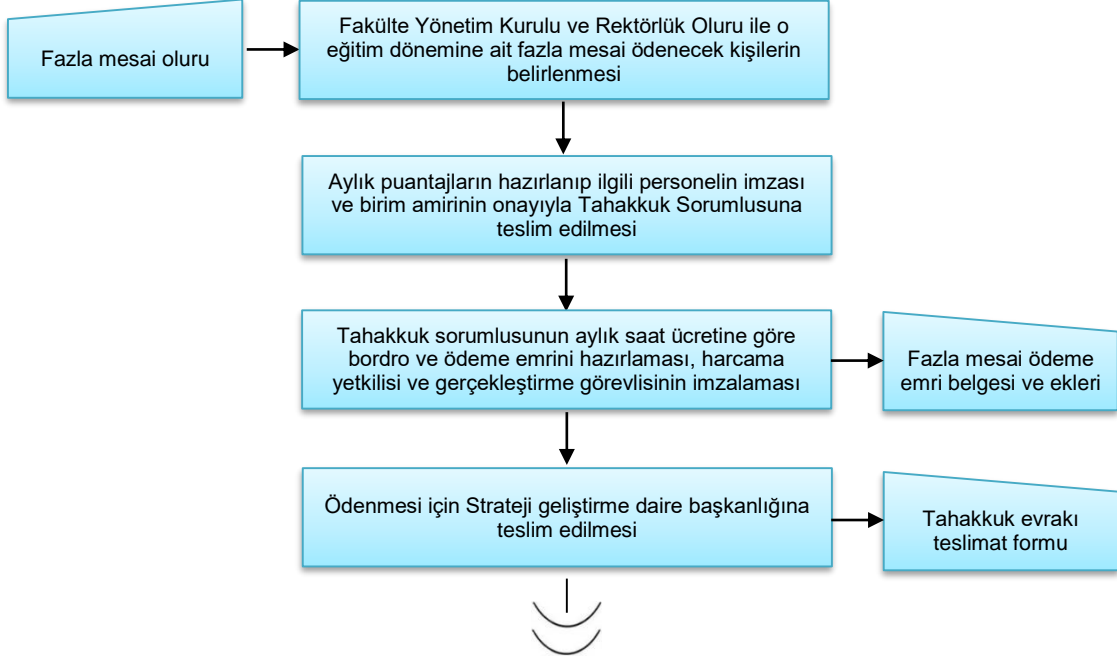 Fazla mesai oluru
Fakülte Yönetim Kurulu ve Rektörlük Oluru ile o
eğitim dönemine ait fazla mesai ödenecek kişilerin
belirlenmesi
Aylık puantajların hazırlanıp ilgili personelin imzası
ve birim amirinin onayıyla Tahakkuk Sorumlusuna
teslim edilmesi
Tahakkuk sorumlusunun aylık saat ücretine göre
bordro ve ödeme emrini hazırlaması, harcama
yetkilisi ve gerçekleştirme görevlisinin imzalaması
Fazla mesai ödeme
emri belgesi ve ekleri
Ödenmesi için Strateji geliştirme daire başkanlığına
teslim edilmesi
Tahakkuk evrakı
teslimat formu